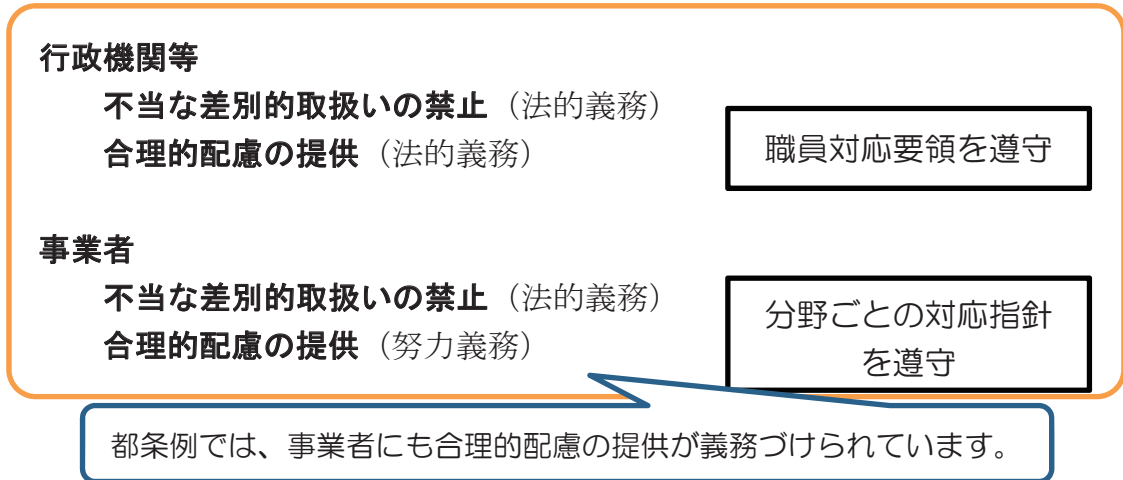 行政機関等
不当な差別的取扱いの禁止（法的義務）
合理的配慮の提供（法的義務）
職員対応要領を遵守
事業者
不当な差別的取扱いの禁止（法的義務）
合理的配慮の提供（努力義務）
分野ごとの対応指針
を遵守
都条例では、事業者にも合理的配慮の提供が義務づけられています。